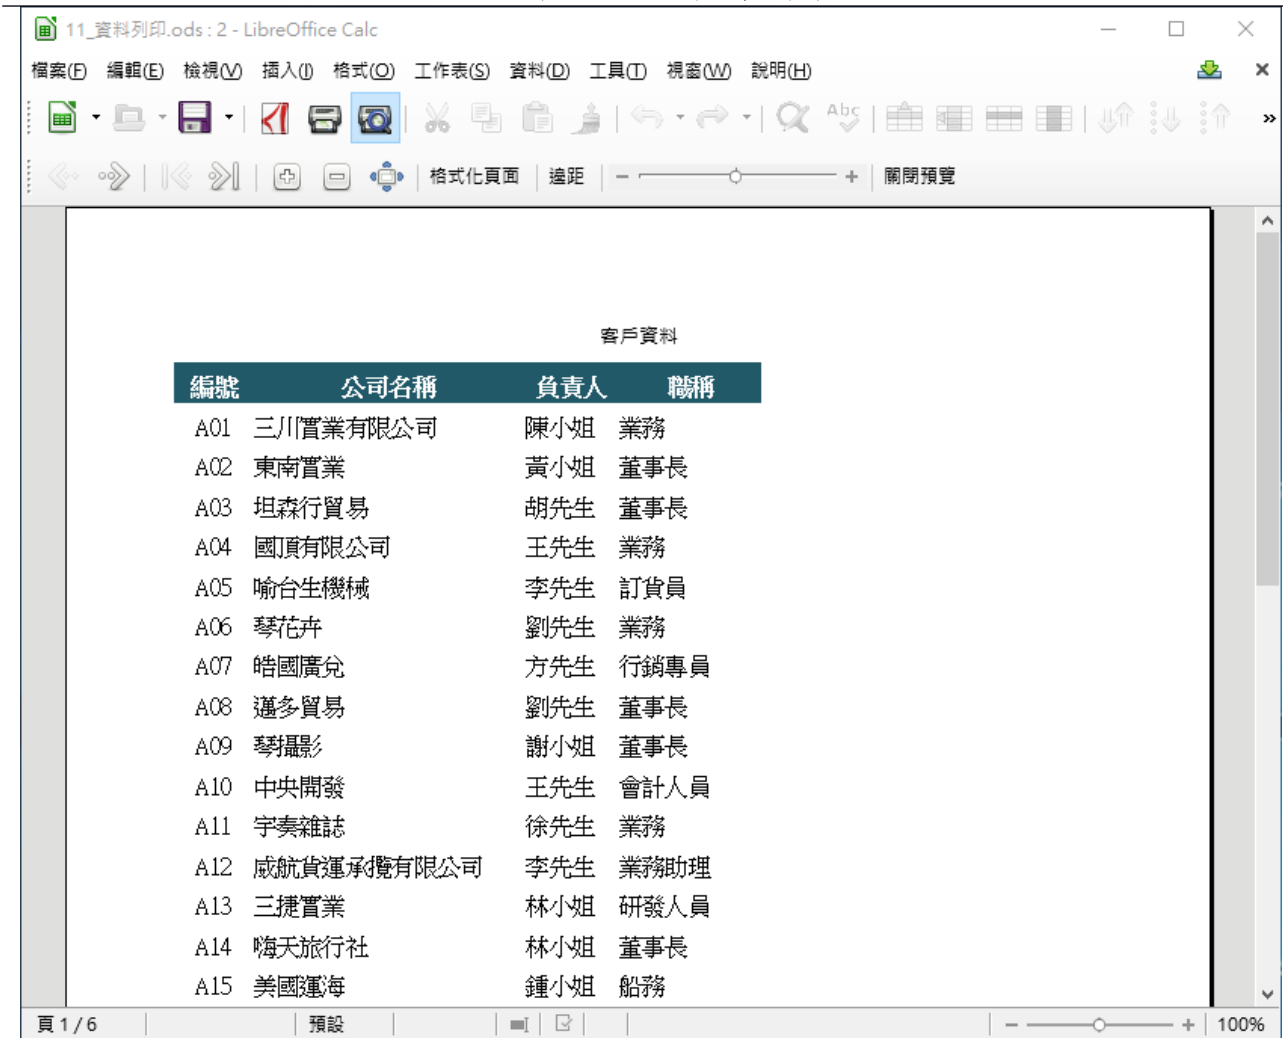 11_資料列印.ods : 2 - LibreOffice Calc
檔案(F) 編輯(E) 檢視(V) 插入(I) 格式(O) 工作表(S) 資料(D) 工具(T) 視窗(W) 說明(H)
Abc
格式化頁面 邊距 關閉預覽
客戶資料
編號 公司名稱 負責人 職稱
A01 三川實業有限公司 陳小姐 業務
A02 東南實業 黃小姐 董事長
A03 坦森行貿易 胡先生 董事長
A04 國頂有限公司 王先生 業務
A05 喻台生機械 李先生 訂貨員
A06 琴花卉 劉先生 業務
A07 皓國廣兌 方先生 行銷專員
A08 邁多貿易 劉先生 董事長
A09 琴攝影 謝小姐 董事長
A10 中央開發 王先生 會計人員
A11 宇奏雜誌 徐先生 業務
A12 威航貨運承攬有限公司 李先生 業務助理
A13 三捷實業 林小姐 研發人員
A14 嗨天旅行社 林小姐 董事長
A15 美國運海 鍾小姐 船務
頁 1 / 6 預設 100%